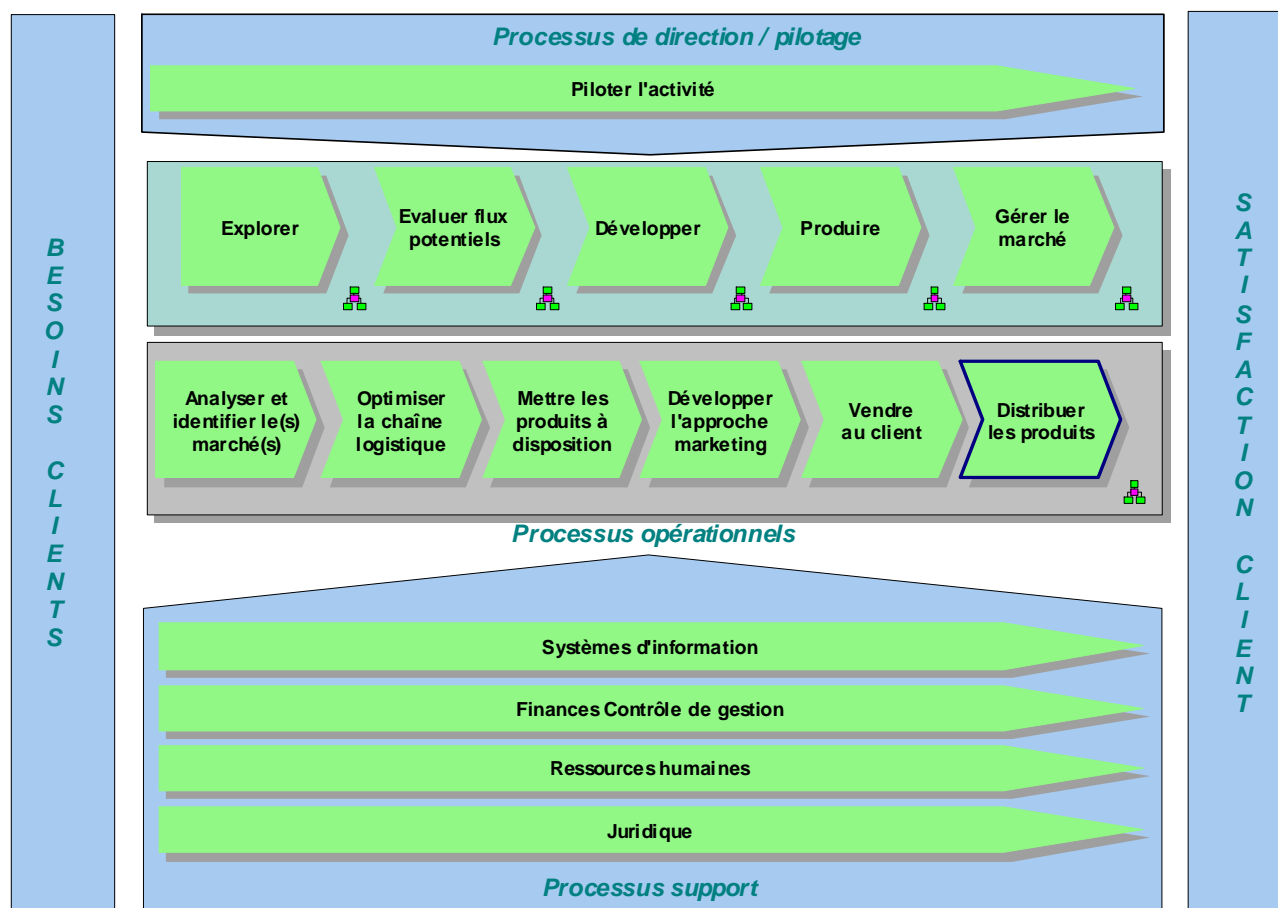 BESOINS CLIENTS
Processus de direction / pilotage
Piloter l'activité
Explorer
Evaluer flux
potentiels
Développer
Produire
Gérer le
marché
Analyser et
identifier le(s)
marché(s)
Optimiser
la chaîne
logistique
Mettre les
produits à
disposition
Développer
l'approche
marketing
Vendre
au client
Distribuer
les produits
Processus opérationnels
Systèmes d'information
Finances Contrôle de gestion
Ressources humaines
Juridique
Processus support
SATISFACTION CLIENT